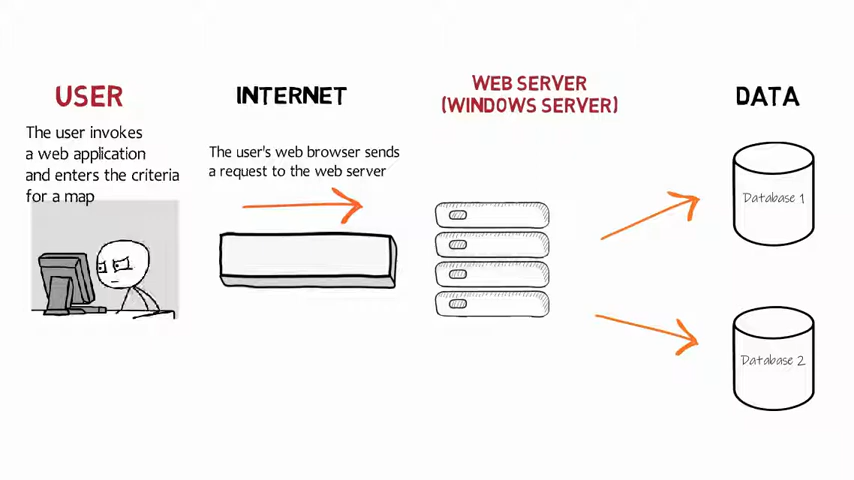 USER
The user invokes
a web application
and enters the criteria
for a map
INTERNET
The user's web browser sends
a request to the web server
WEB SERVER
(WINDOWS SERVER)
DATA
Database 1
Database 2